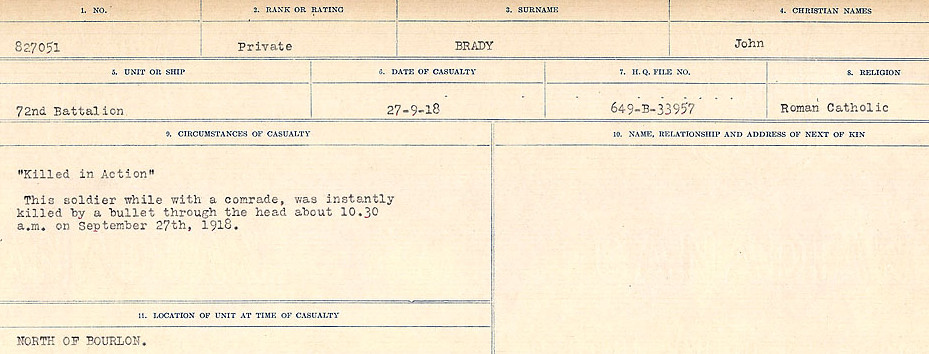 1. NO. 2. RANK OR RATING 3. SURNAME 4. CHRISTIAN NAMES
827051 Private BRADY John
5. UNIT OR SHIP 6. DATE OF CASUALTY 7. H. Q. FILE NO. 8. RELIGION
72nd Battalion 27-9-18 649-B-33957 Roman Catholic
9. CIRCUMSTANCES OF CASUALTY 10. NAME, RELATIONSHIP AND ADDRESS OF NEXT OF KIN
"Killed in Action"
This soldier while with a comrade, was instantly
killed by a bullet through the head about 10.30
a.m. on September 27th, 1918.
11. LOCATION OF UNIT AT TIME OF CASUALTY
NORTH OF BOURLON.